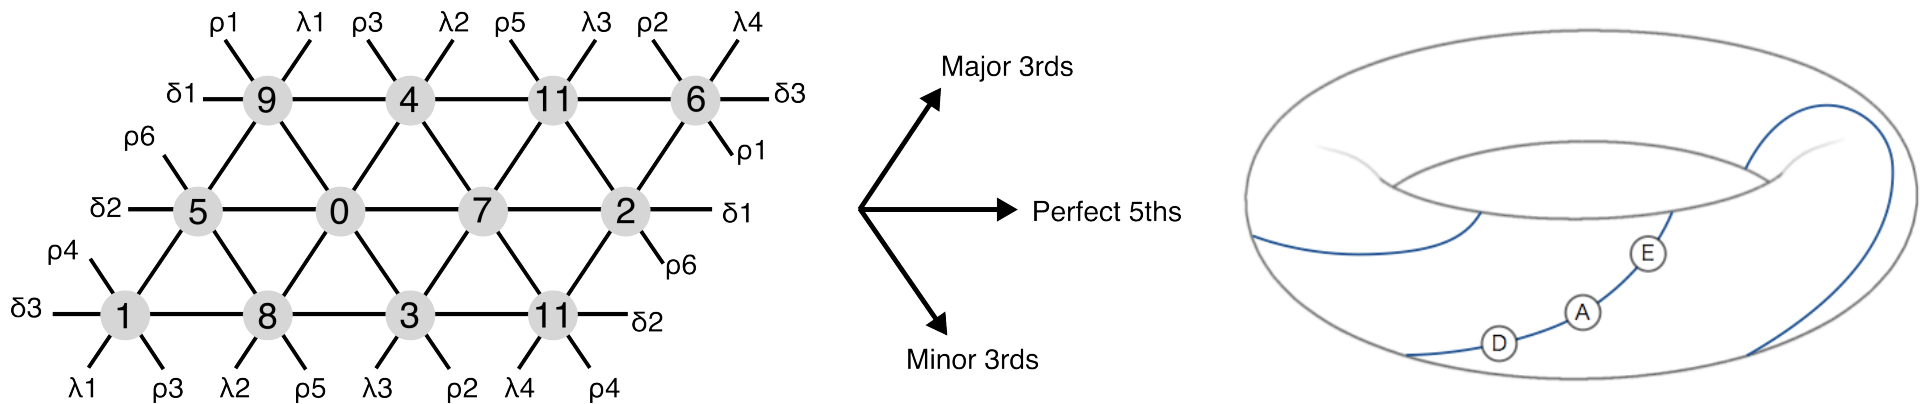 ρ1 λ1 ρ3 λ2 ρ5 λ3 ρ2 λ4
δ1 9 4 11 6 δ3
ρ6 ρ1
δ2 5 0 7 2 δ1
ρ4 ρ6
δ3 1 8 3 11 δ2
λ1 ρ3 λ2 ρ5 λ3 ρ2 λ4 ρ4
Major 3rds
Perfect 5ths
Minor 3rds
E
A
D